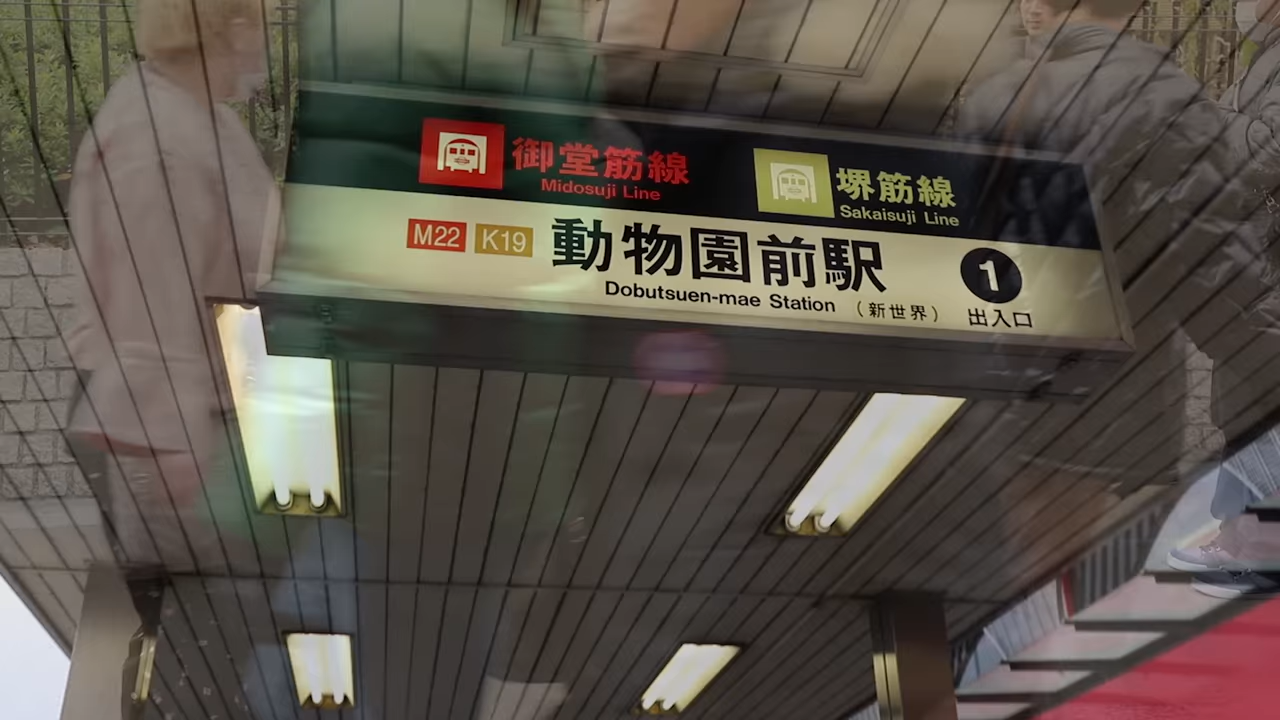 御堂筋線
Midosuji Line
堺筋線
Sakaisuji Line
M22 K19 動物園前駅 1
Dobutsuen-mae Station (新世界) 出入口